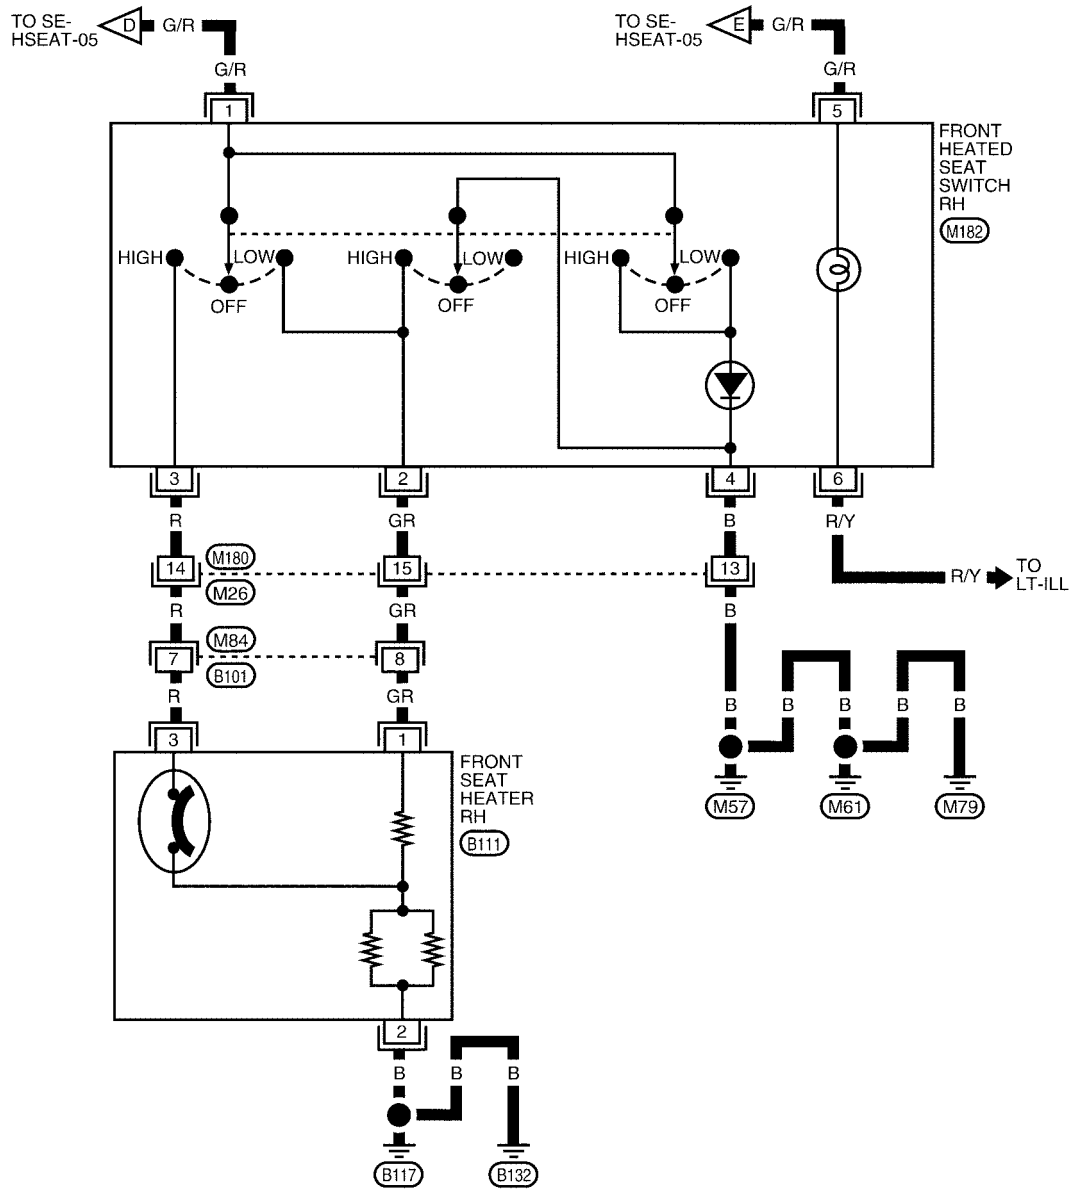 TO SE-
HSEAT-05
D
G/R
TO SE-
HSEAT-05
E
G/R
G/R
G/R
1
5
FRONT
HEATED
SEAT
SWITCH
RH
M182
HIGH
LOW
HIGH
LOW
HIGH
LOW
OFF
OFF
OFF
3
2
4
6
R
GR
B
R/Y
14
M180
15
13
R/Y
TO
LT-ILL
M26
R
GR
B
7
M84
8
B101
R
GR
B
B
B
B
B
3
1
FRONT
SEAT
HEATER
RH
B111
M57
M61
M79
2
B
B
B
B117
B132